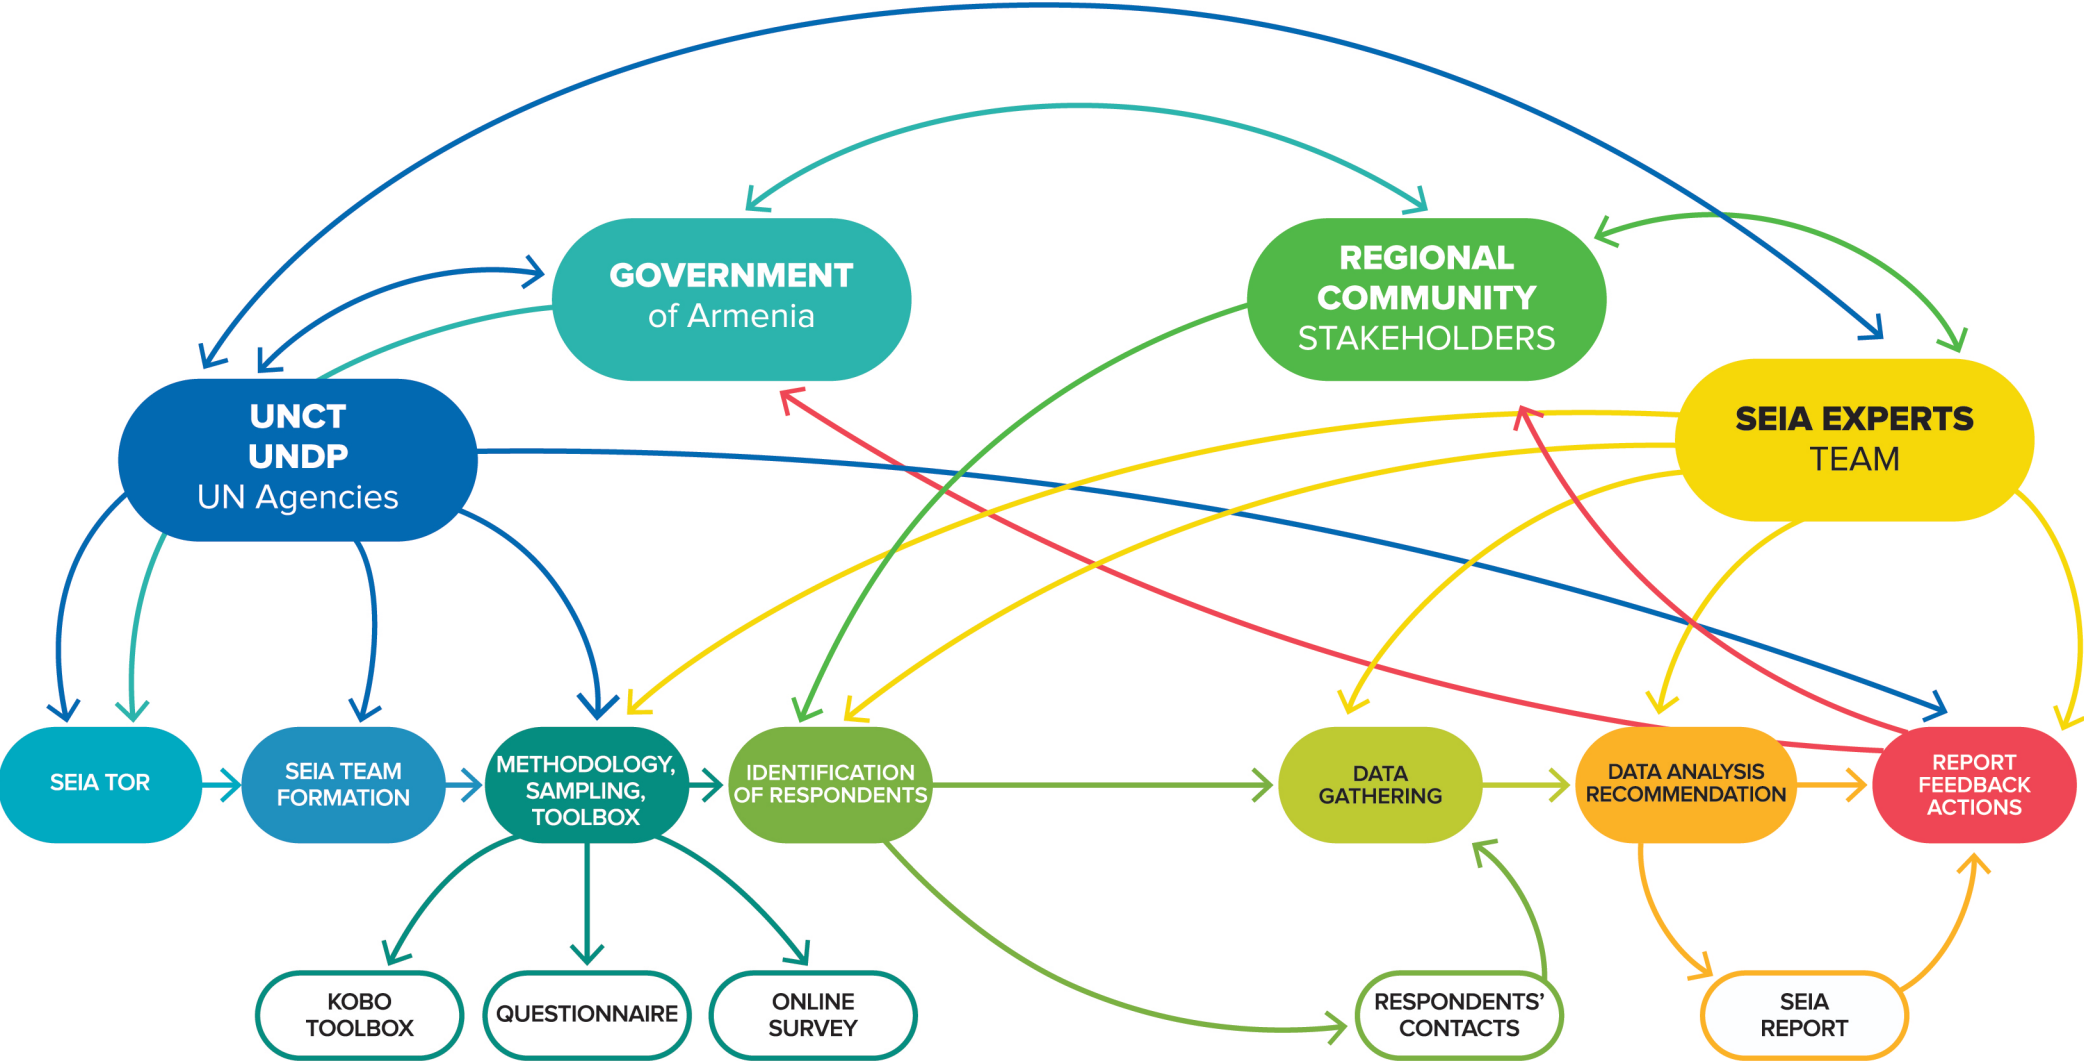 GOVERNMENT
of Armenia
REGIONAL
COMMUNITY
STAKEHOLDERS
UNCT
UNDP
UN Agencies
SEIA EXPERTS
TEAM
SEIA TOR
SEIA TEAM
FORMATION
METHODOLOGY,
SAMPLING,
TOOLBOX
IDENTIFICATION
OF RESPONDENTS
DATA
GATHERING
DATA ANALYSIS
RECOMMENDATION
REPORT
FEEDBACK
ACTIONS
KOBO
TOOLBOX
QUESTIONNAIRE
ONLINE
SURVEY
RESPONDENTS’
CONTACTS
SEIA
REPORT